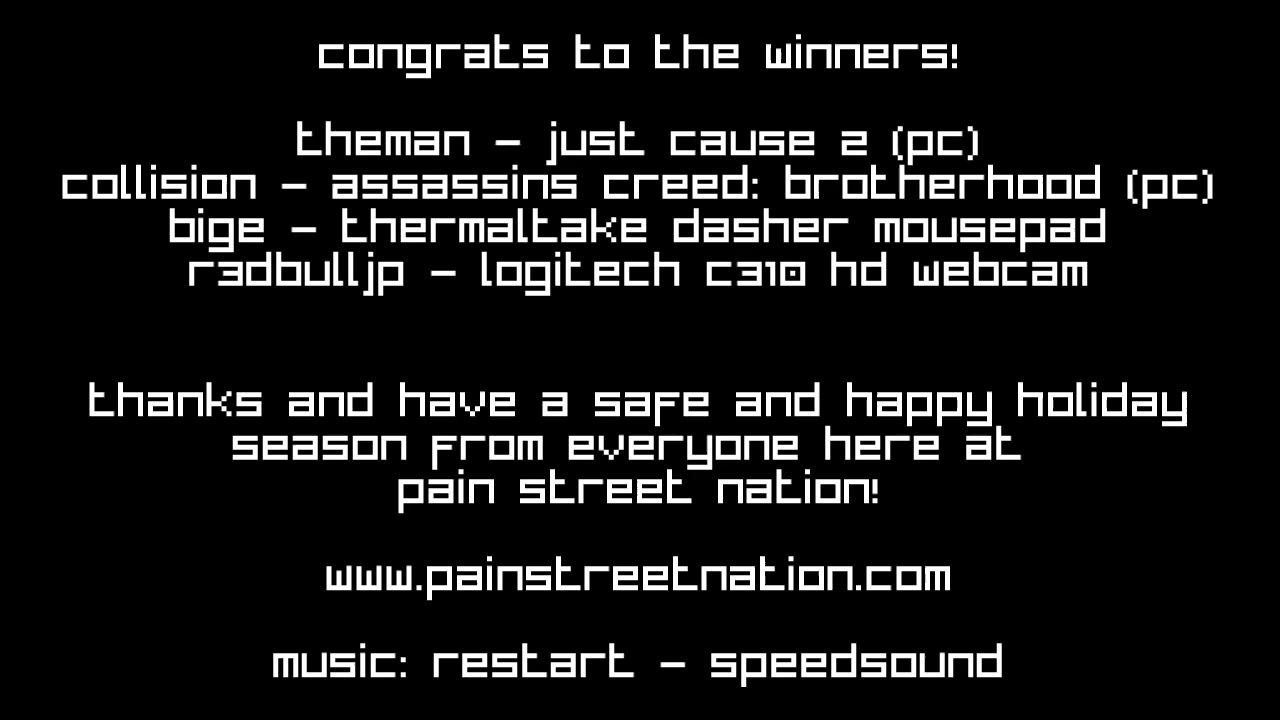 congrats to the winners!
theman - just cause 2 (pc)
collision - assassins creed: brotherhood (pc)
bige - thermaltake dasher mousepad
r3dbulljp - logitech c310 hd webcam
thanks and have a safe and happy holiday
season from everyone here at
pain street nation!
www.painstreetnation.com
music: restart - speedsound